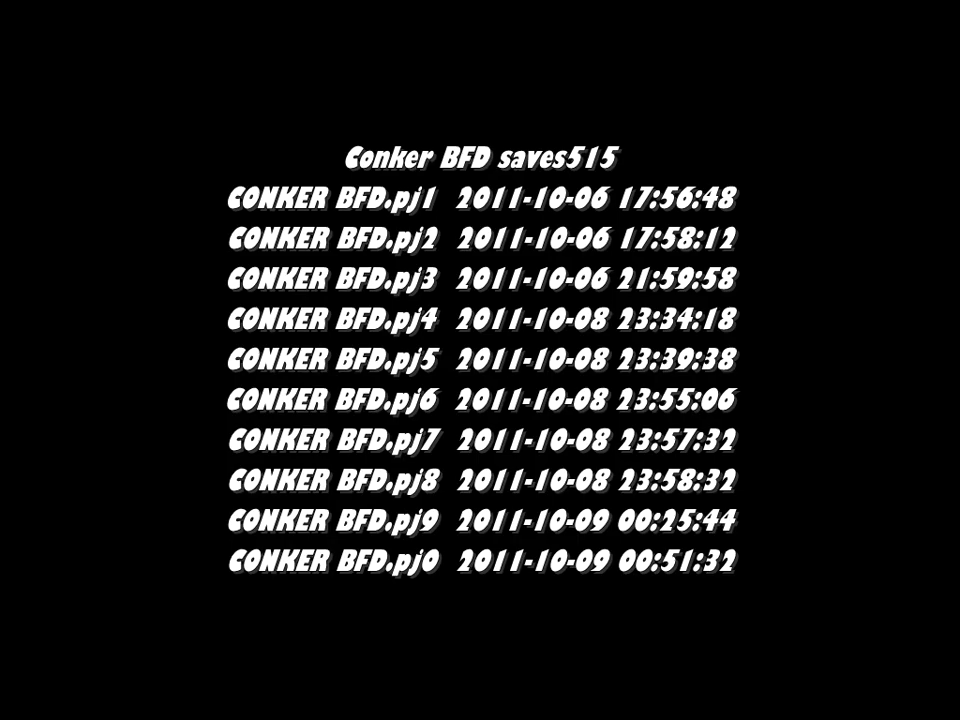 Conker BFD saves515
CONKER BFD.pj1 2011-10-06 17:56:48
CONKER BFD.pj2 2011-10-06 17:58:12
CONKER BFD.pj3 2011-10-06 21:59:58
CONKER BFD.pj4 2011-10-08 23:34:18
CONKER BFD.pj5 2011-10-08 23:39:38
CONKER BFD.pj6 2011-10-08 23:55:06
CONKER BFD.pj7 2011-10-08 23:57:32
CONKER BFD.pj8 2011-10-08 23:58:32
CONKER BFD.pj9 2011-10-09 00:25:44
CONKER BFD.pj0 2011-10-09 00:51:32